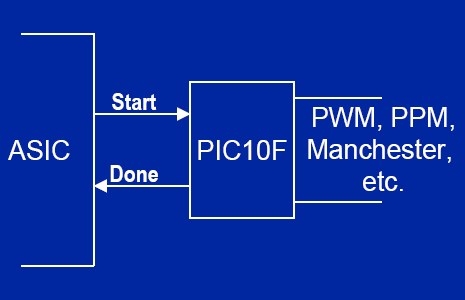 Start
ASIC
PIC10F
Done
PWM, PPM,
Manchester,
etc.